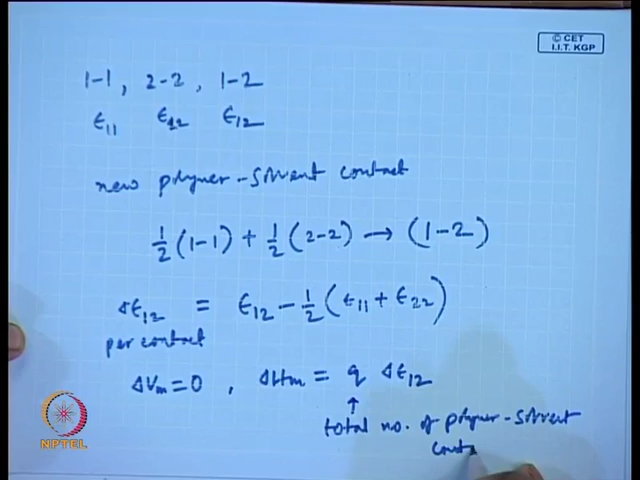 © CET
I.I.T. KGP
1-1, 2-2, 1-2
ϵ₁₁ ϵ₂₂ ϵ₁₂
new polymer-solvent contact
½(1-1) + ½(2-2) → (1-2)
Δϵ₁₂ = ϵ₁₂ - ½(ϵ₁₁ + ϵ₂₂)
per contact
ΔVm = 0, ΔHm = q Δϵ₁₂
↑
total no. of polymer-solvent
cont
NPTEL